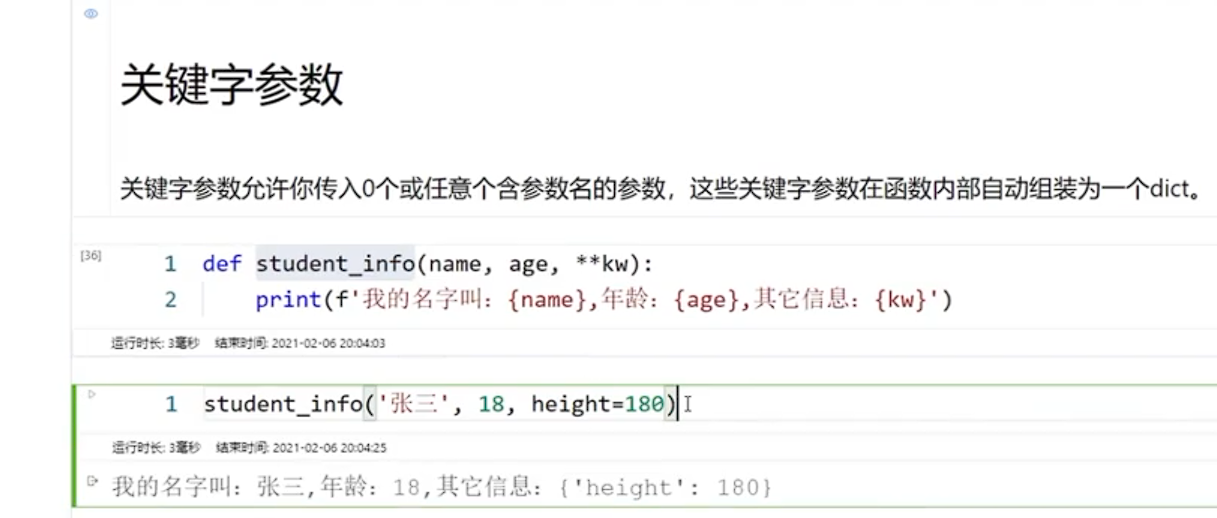 关键字参数
关键字参数允许你传入0个或任意个含参数名的参数，这些关键字参数在函数内部自动组装为一个dict。
[36]
1 def student_info(name, age, **kw):
2     print(f'我的名字叫：{name},年龄：{age},其它信息：{kw}')
运行时长: 3毫秒 结束时间: 2021-02-06 20:04:03
1 student_info('张三', 18, height=180)
运行时长: 3毫秒 结束时间: 2021-02-06 20:04:25
我的名字叫：张三,年龄：18,其它信息：{'height': 180}